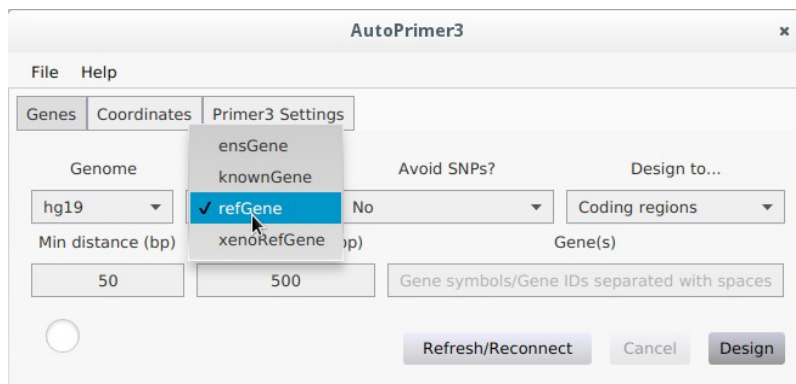 AutoPrimer3
File Help
Genes Coordinates Primer3 Settings
ensGene
knownGene
refGene
xenoRefGene
Genome Avoid SNPs? Design to...
hg19 No Coding regions
Min distance (bp) bp) Gene(s)
50 500 Gene symbols/Gene IDs separated with spaces
Refresh/Reconnect Cancel Design